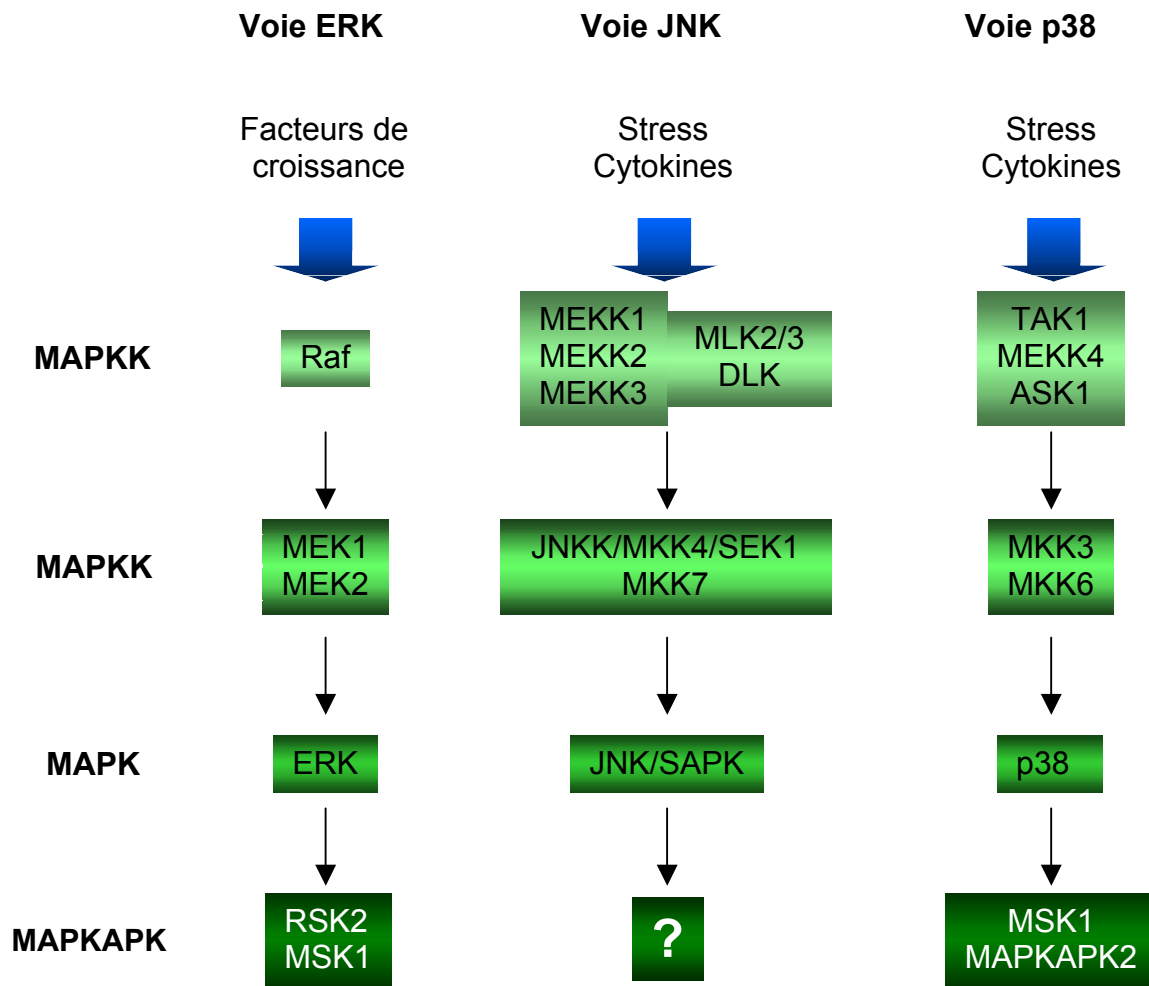 Voie ERK
Voie JNK
Voie p38
Facteurs de
croissance
Stress
Cytokines
Stress
Cytokines
MAPKK
Raf
MEKK1
MEKK2
MEKK3
MLK2/3
DLK
TAK1
MEKK4
ASK1
MAPKK
MEK1
MEK2
JNKK/MKK4/SEK1
MKK7
MKK3
MKK6
MAPK
ERK
JNK/SAPK
p38
MAPKAPK
RSK2
MSK1
?
MSK1
MAPKAPK2